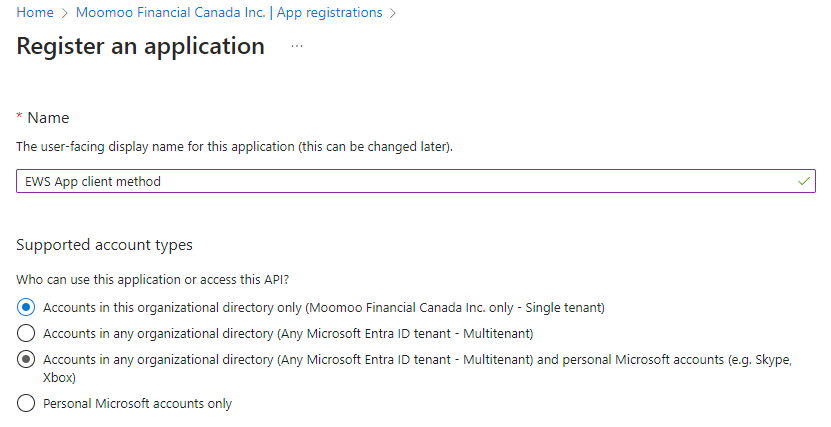 Home > Moomoo Financial Canada Inc. | App registrations >
Register an application ...
* Name
The user-facing display name for this application (this can be changed later).
EWS App client method
Supported account types
Who can use this application or access this API?
Accounts in this organizational directory only (Moomoo Financial Canada Inc. only - Single tenant)
Accounts in any organizational directory (Any Microsoft Entra ID tenant - Multitenant)
Accounts in any organizational directory (Any Microsoft Entra ID tenant - Multitenant) and personal Microsoft accounts (e.g. Skype,
Xbox)
Personal Microsoft accounts only